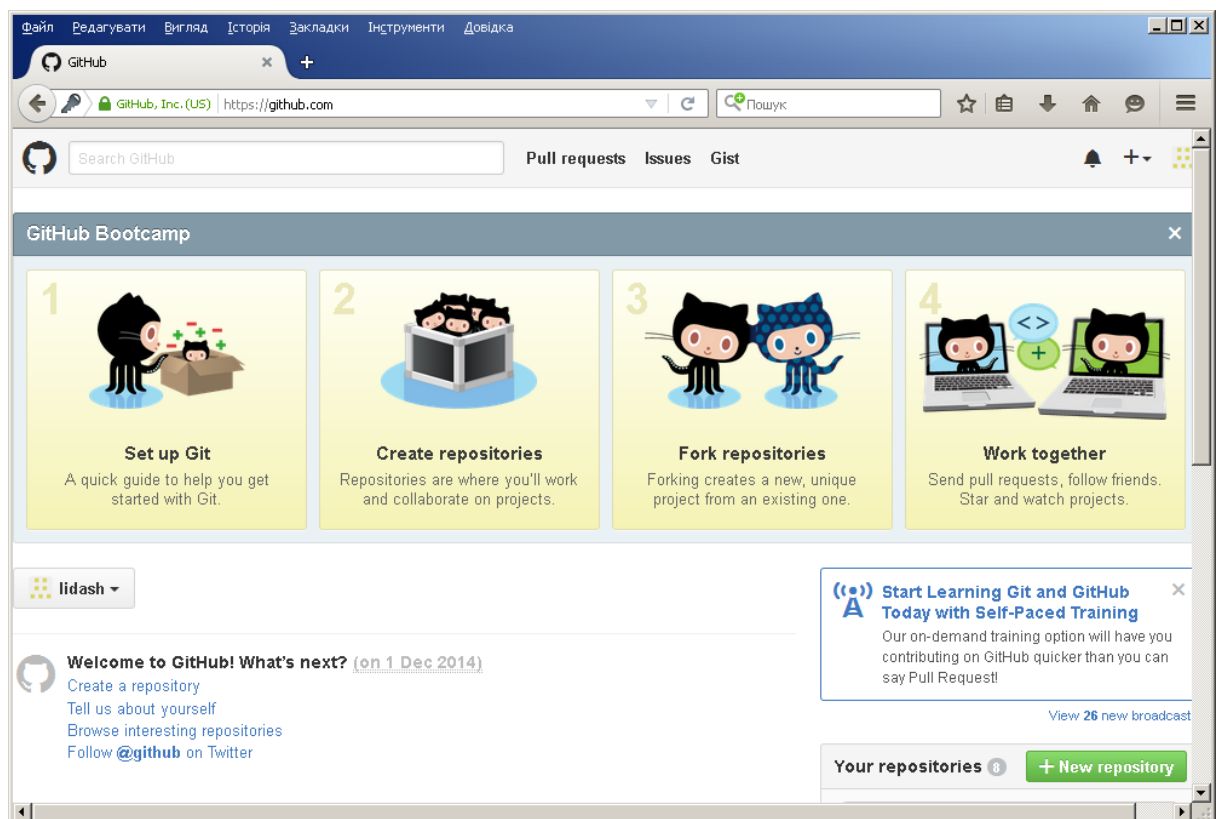 Файл Редагувати Вигляд Історія Закладки Інструменти Довідка
GitHub
GitHub, Inc. (US) https://github.com Пошук
Search GitHub Pull requests Issues Gist
GitHub Bootcamp
1
Set up Git
A quick guide to help you get
started with Git.
2
Create repositories
Repositories are where you'll work
and collaborate on projects.
3
Fork repositories
Forking creates a new, unique
project from an existing one.
4
Work together
Send pull requests, follow friends.
Star and watch projects.
lidash
Welcome to GitHub! What's next? (on 1 Dec 2014)
Create a repository
Tell us about yourself
Browse interesting repositories
Follow @github on Twitter
Start Learning Git and GitHub
Today with Self-Paced Training
Our on-demand training option will have you
contributing on GitHub quicker than you can
say Pull Request!
View 26 new broadcast
Your repositories 8 + New repository